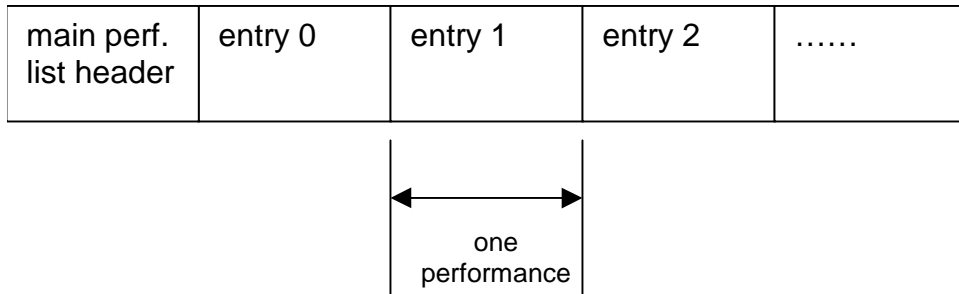 main perf.
list header
entry 0
entry 1
entry 2
......
one
performance